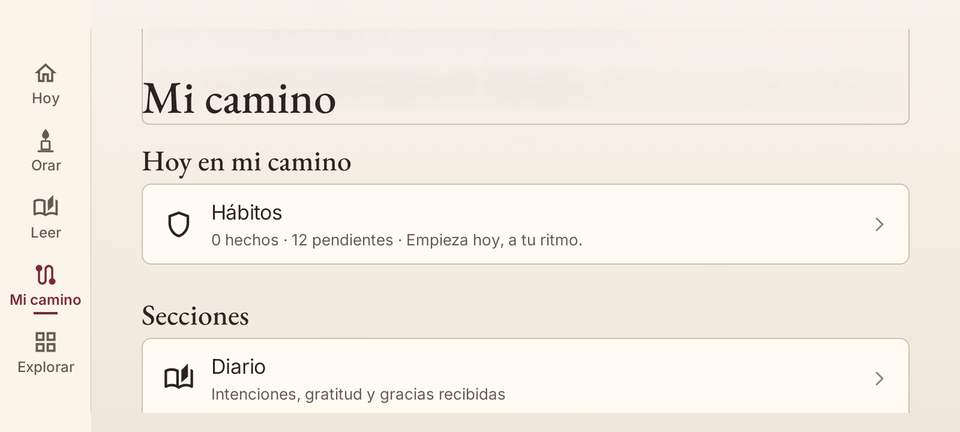 Hoy
Orar
Leer
Mi camino
Explorar
Mi camino
Hoy en mi camino
Hábitos
0 hechos · 12 pendientes · Empieza hoy, a tu ritmo.
Secciones
Diario
Intenciones, gratitud y gracias recibidas